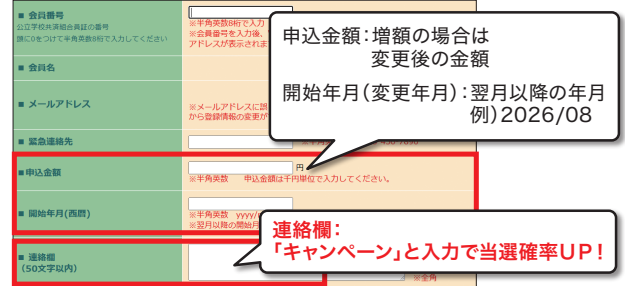 ■ 会員番号
公立学校共済組合員証の番号
頭に0をつけて半角英数8桁で入力してください
※半角英数8桁で入力
※会員番号を入力後、
アドレスが表示されま
申込金額:増額の場合は
変更後の金額
開始年月(変更年月):翌月以降の年月
例)2026/08
■ 会員名
■ メールアドレス
※メールアドレスに誤
から登録情報の変更が
■ 緊急連絡先
■申込金額
円
※半角英数 申込金額は千円単位で入力してください。
■ 開始年月(西暦)
※半角英数 yyyy/
※翌月以降の開始月
連絡欄:
「キャンペーン」と入力で当選確率UP!
■ 連絡欄
(50文字以内)
※全角